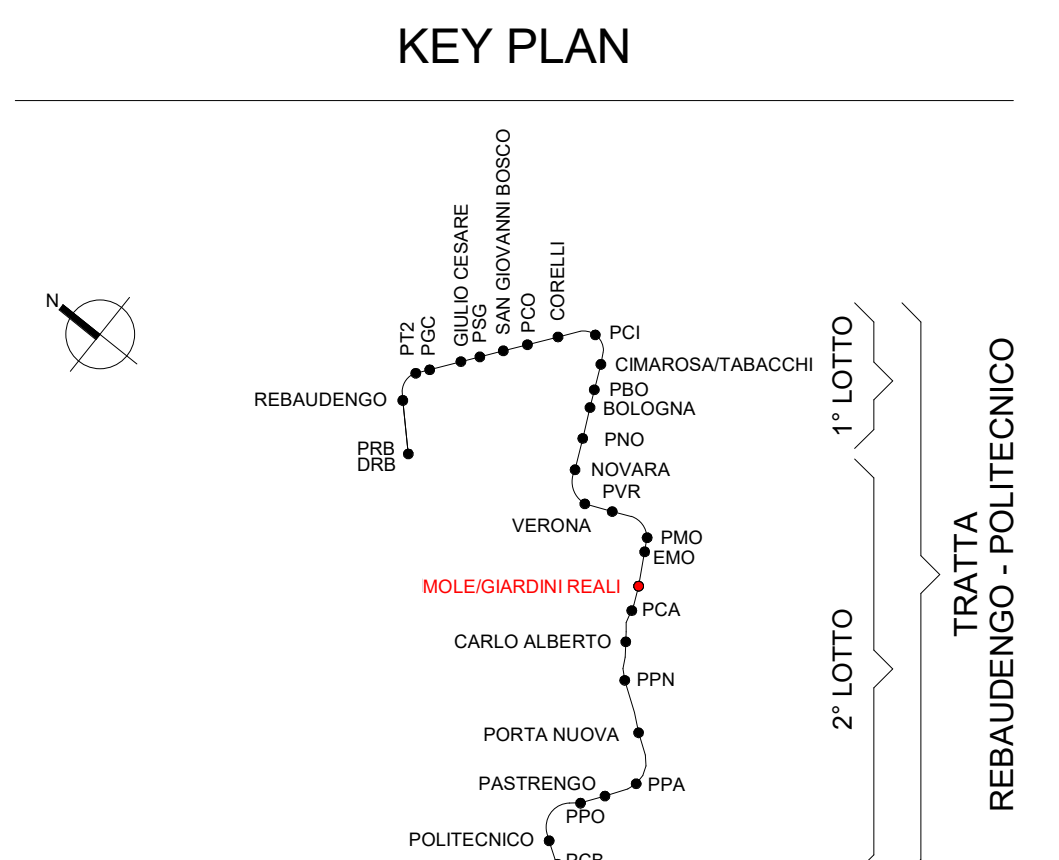 KEY PLAN
N
PT2
PGC
GIULIO CESARE
PSG
SAN GIOVANNI BOSCO
PCO
CORELLI
PCI
CIMAROSA/TABACCHI
REBAUDENGO
PBO
BOLOGNA
PRB
DRB
PNO
NOVARA
PVR
VERONA
PMO
EMO
MOLE/GIARDINI REALI
PCA
CARLO ALBERTO
PPN
PORTA NUOVA
PASTRENGO
PPA
PPO
POLITECNICO
1° LOTTO
2° LOTTO
TRATTA
REBAUDENGO - POLITECNICO